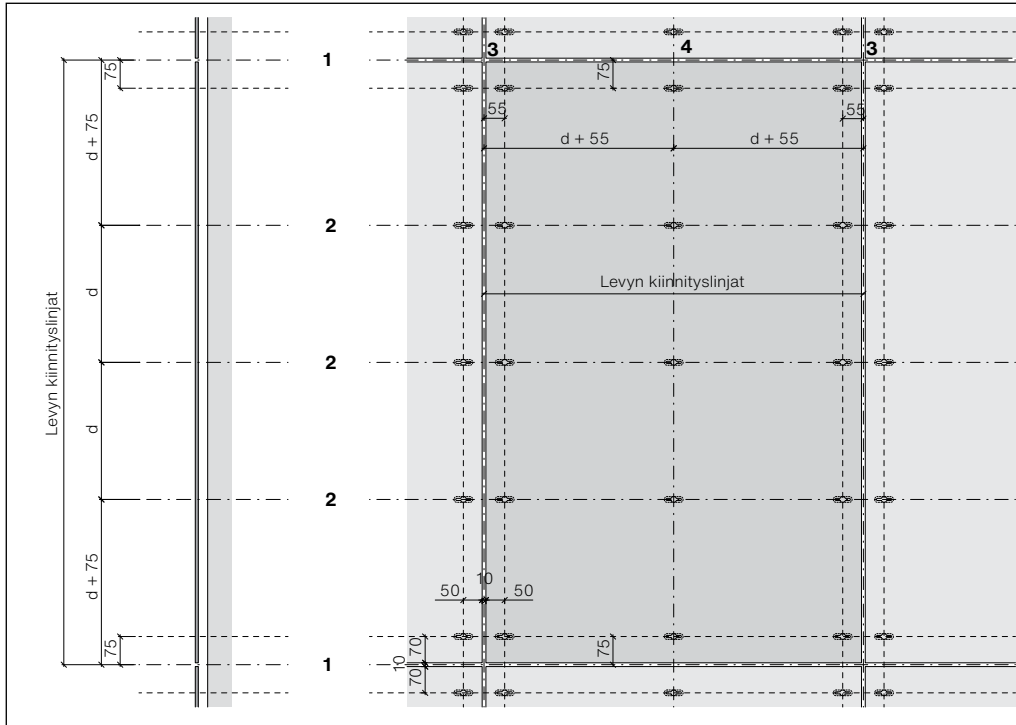 3 4 3
1
75 75
55 55
d + 75
d + 55 d + 55
2
d
Levyn kiinnityslinjat
Levyn kiinnityslinjat
2
d
2
d + 75
10
50 50
75 70 75
10
1
70